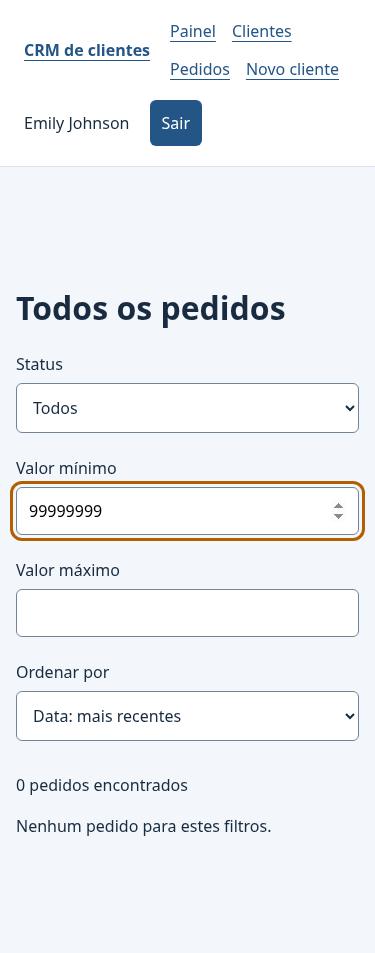 CRM de clientes
Painel Clientes
Pedidos Novo cliente
Emily Johnson Sair
Todos os pedidos
Status
Todos
Valor mínimo
99999999
Valor máximo
Ordenar por
Data: mais recentes
0 pedidos encontrados
Nenhum pedido para estes filtros.